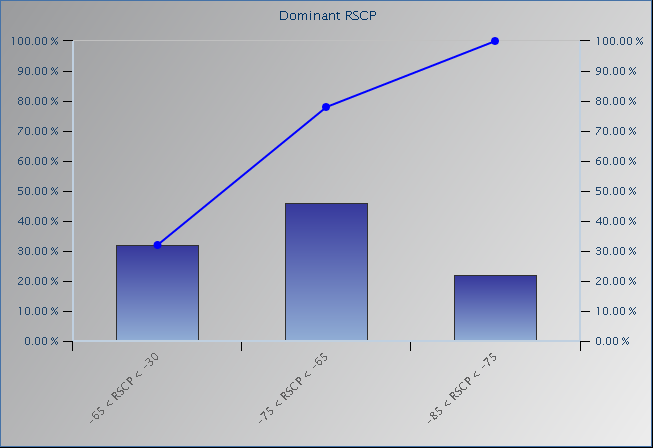 Dominant RSCP
100.00 % 100.00 %
90.00 % 90.00 %
80.00 % 80.00 %
70.00 % 70.00 %
60.00 % 60.00 %
50.00 % 50.00 %
40.00 % 40.00 %
30.00 % 30.00 %
20.00 % 20.00 %
10.00 % 10.00 %
0.00 % 0.00 %
-65 < RSCP < -30
-75 < RSCP < -65
-85 < RSCP < -75